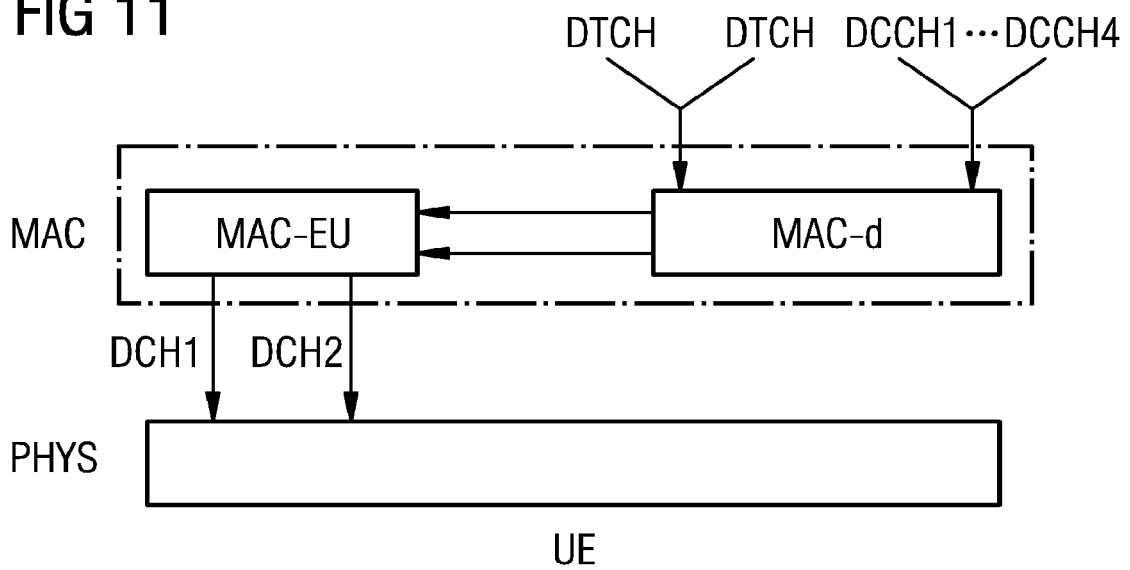 FIG 11
DTCH DTCH DCCH1···DCCH4
MAC MAC-EU MAC-d
DCH1 DCH2
PHYS
UE